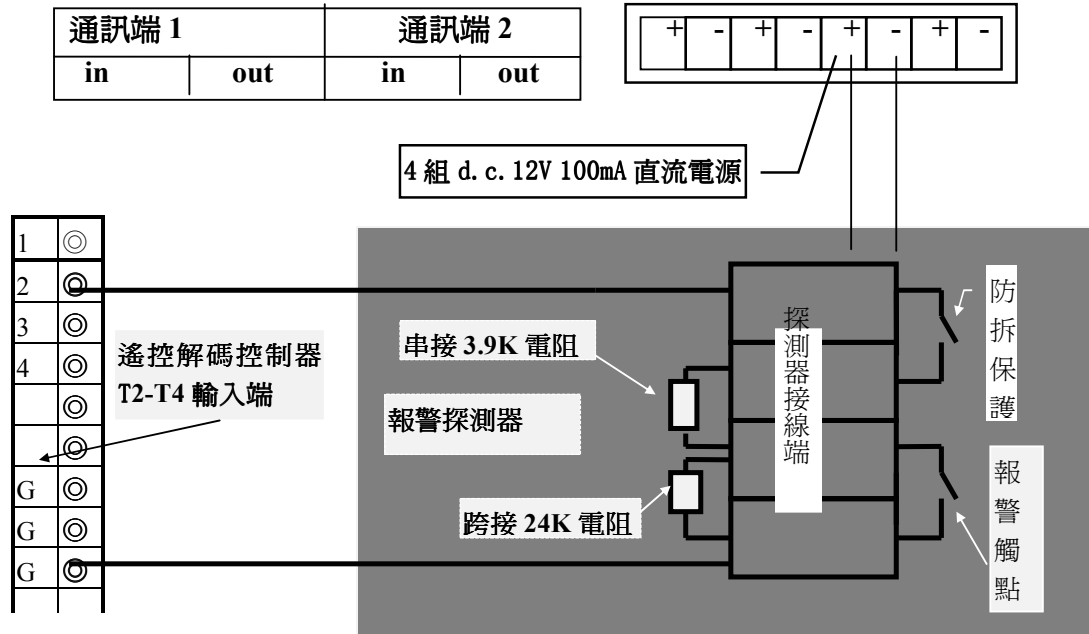 通訊端 1 通訊端 2
in out in out
+ - + - + - + -
4 組 d.c.12V 100mA 直流電源
1
2
3
4
G
G
G
遙控解碼控制器
T2-T4 輸入端
串接 3.9K 電阻
報警探測器
跨接 24K 電阻
探測器接線端
防拆保護
報警觸點